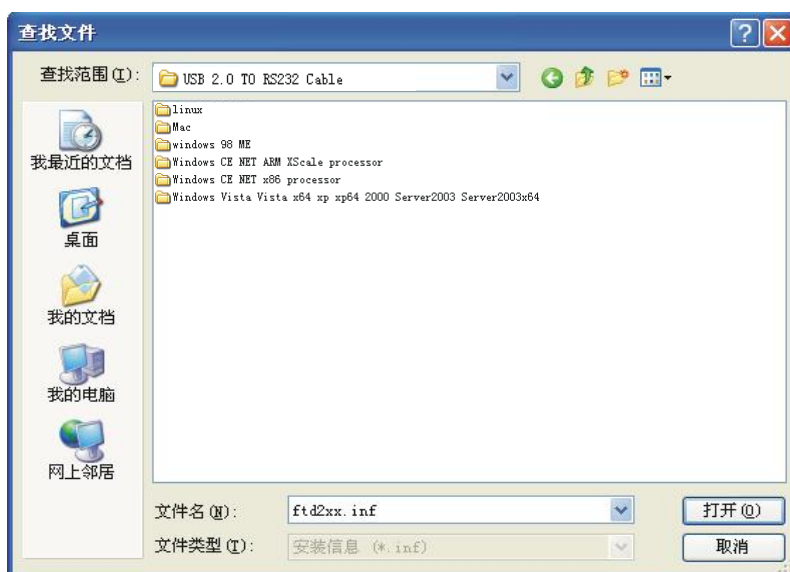 查找文件
查找范围(I):
USB 2.0 TO RS232 Cable
linux
Mac
windows 98 ME
Windows CE NET ARM XScale processor
Windows CE NET x86 processor
Windows Vista Vista x64 xp xp64 2000 Server2003 Server2003x64
我最近的文档
桌面
我的文档
我的电脑
网上邻居
文件名(N):
ftd2xx.inf
打开(O)
文件类型(T):
安装信息 (*.inf)
取消